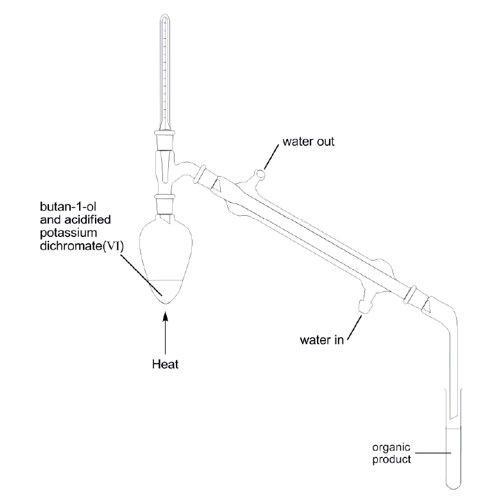 water out
butan-1-ol
and acidified
potassium
dichromate(VI)
water in
Heat
organic
product